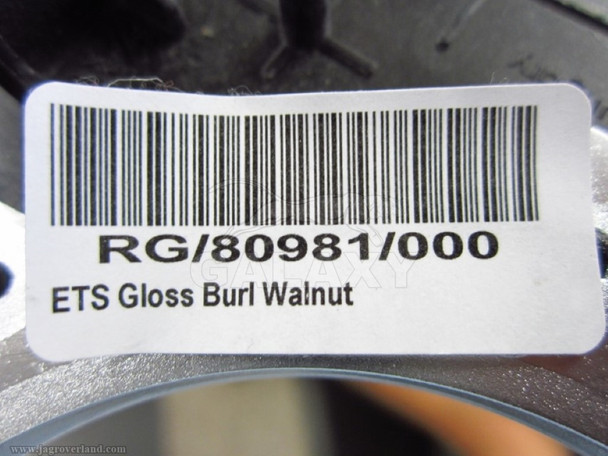 RG/80981/000
GALAXY
ETS Gloss Burl Walnut
www.jagroverland.com